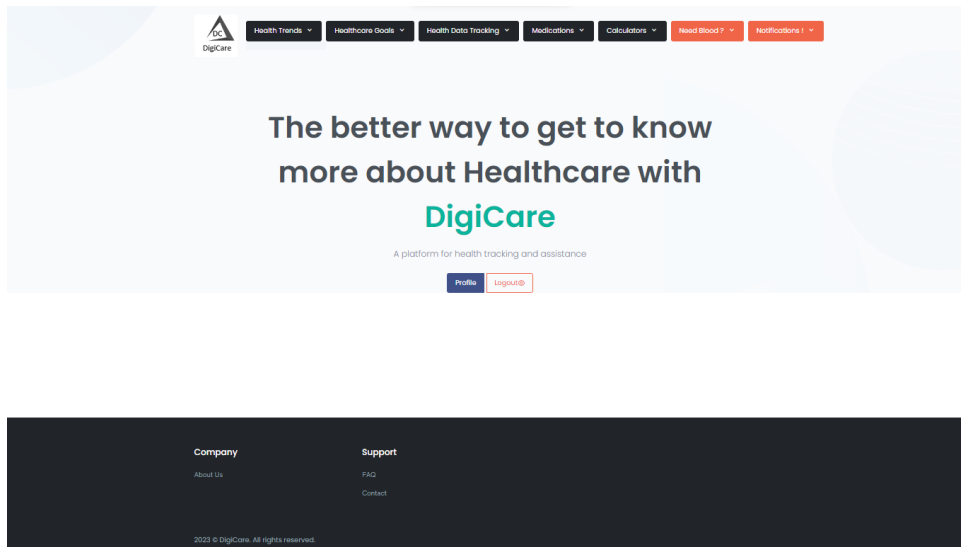 DC
DigiCare
Health Trends
Healthcare Goals
Health Data Tracking
Medications
Calculators
Need Blood ?
Notifications !
The better way to get to know
more about Healthcare with
DigiCare
A platform for health tracking and assistance
Profile
Logout
Company
Support
About Us
FAQ
Contact
2023 © DigiCare. All rights reserved.